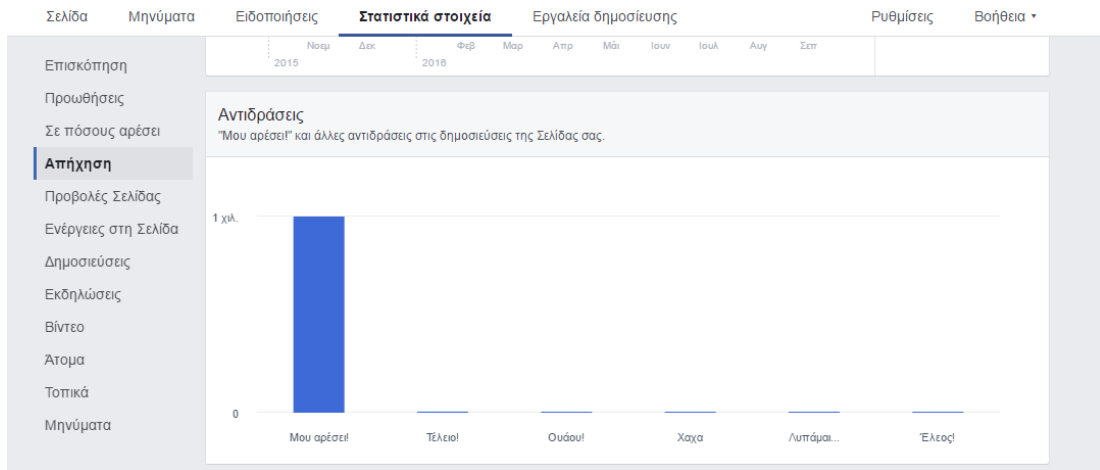 Σελίδα Μηνύματα Ειδοποιήσεις Στατιστικά στοιχεία Εργαλεία δημοσίευσης Ρυθμίσεις Βοήθεια
Νοεμ Δεκ Φεβ Μαρ Απρ Μάι Ιουν Ιουλ Αυγ Σεπ
2015 2016
Επισκόπηση
Προωθήσεις
Σε πόσους αρέσει
Απήχηση
Προβολές Σελίδας
Ενέργειες στη Σελίδα
Δημοσιεύσεις
Εκδηλώσεις
Βίντεο
Άτομα
Τοπικά
Μηνύματα
Αντιδράσεις
"Μου αρέσει!" και άλλες αντιδράσεις στις δημοσιεύσεις της Σελίδας σας.
1 χιλ.
0
Μου αρέσει! Τέλειο! Ουάου! Χαχα Λυπάμαι... Έλεος!